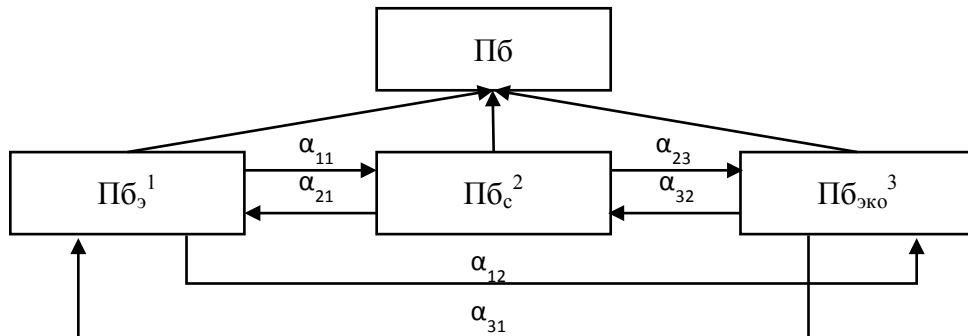 Пб
α₁₁
α₂₃
Пбэ¹
α₂₁
Пбс²
α₃₂
Пбэко³
α₁₂
α₃₁